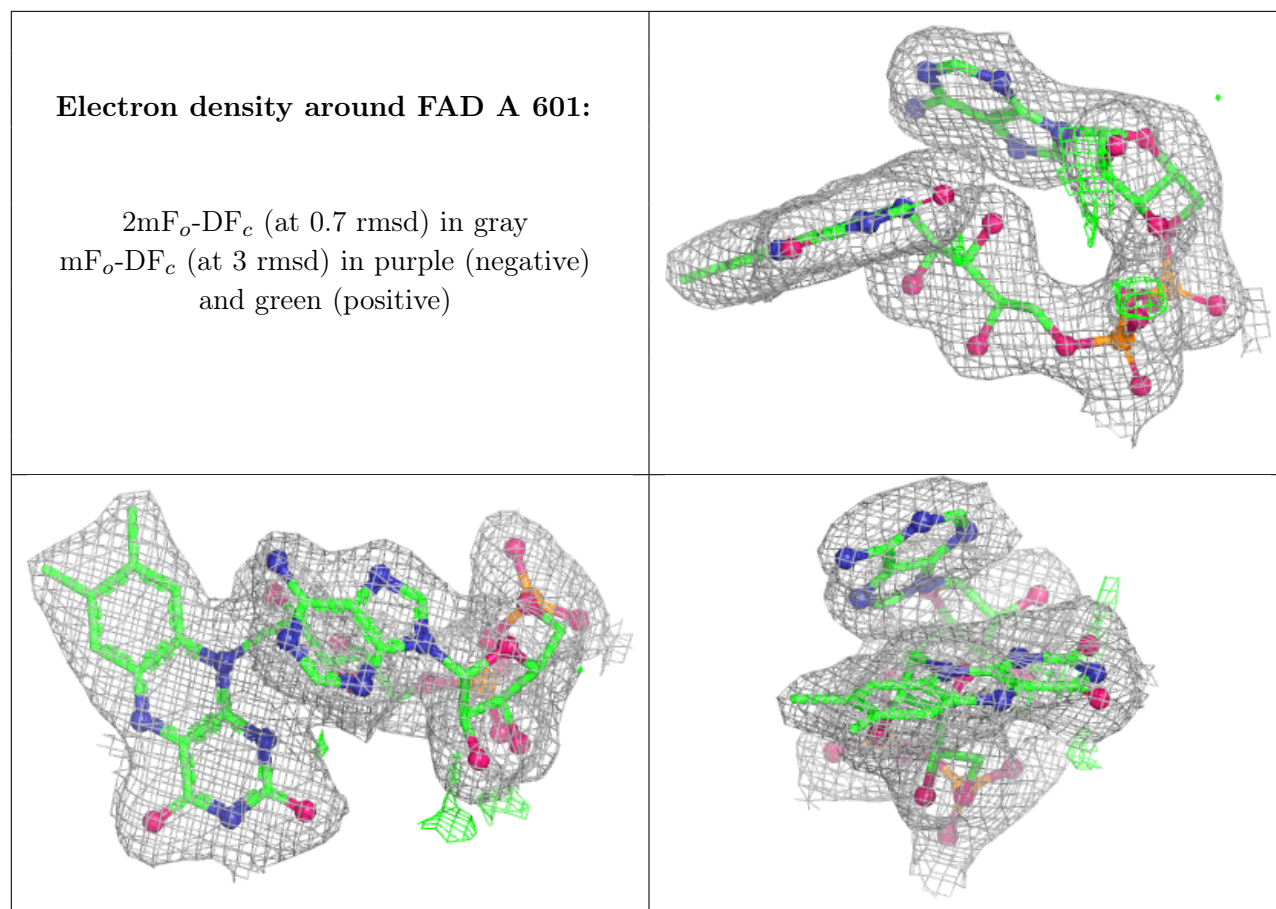 Electron density around FAD A 601:
2mFo-DFc (at 0.7 rmsd) in gray
mFo-DFc (at 3 rmsd) in purple (negative)
and green (positive)